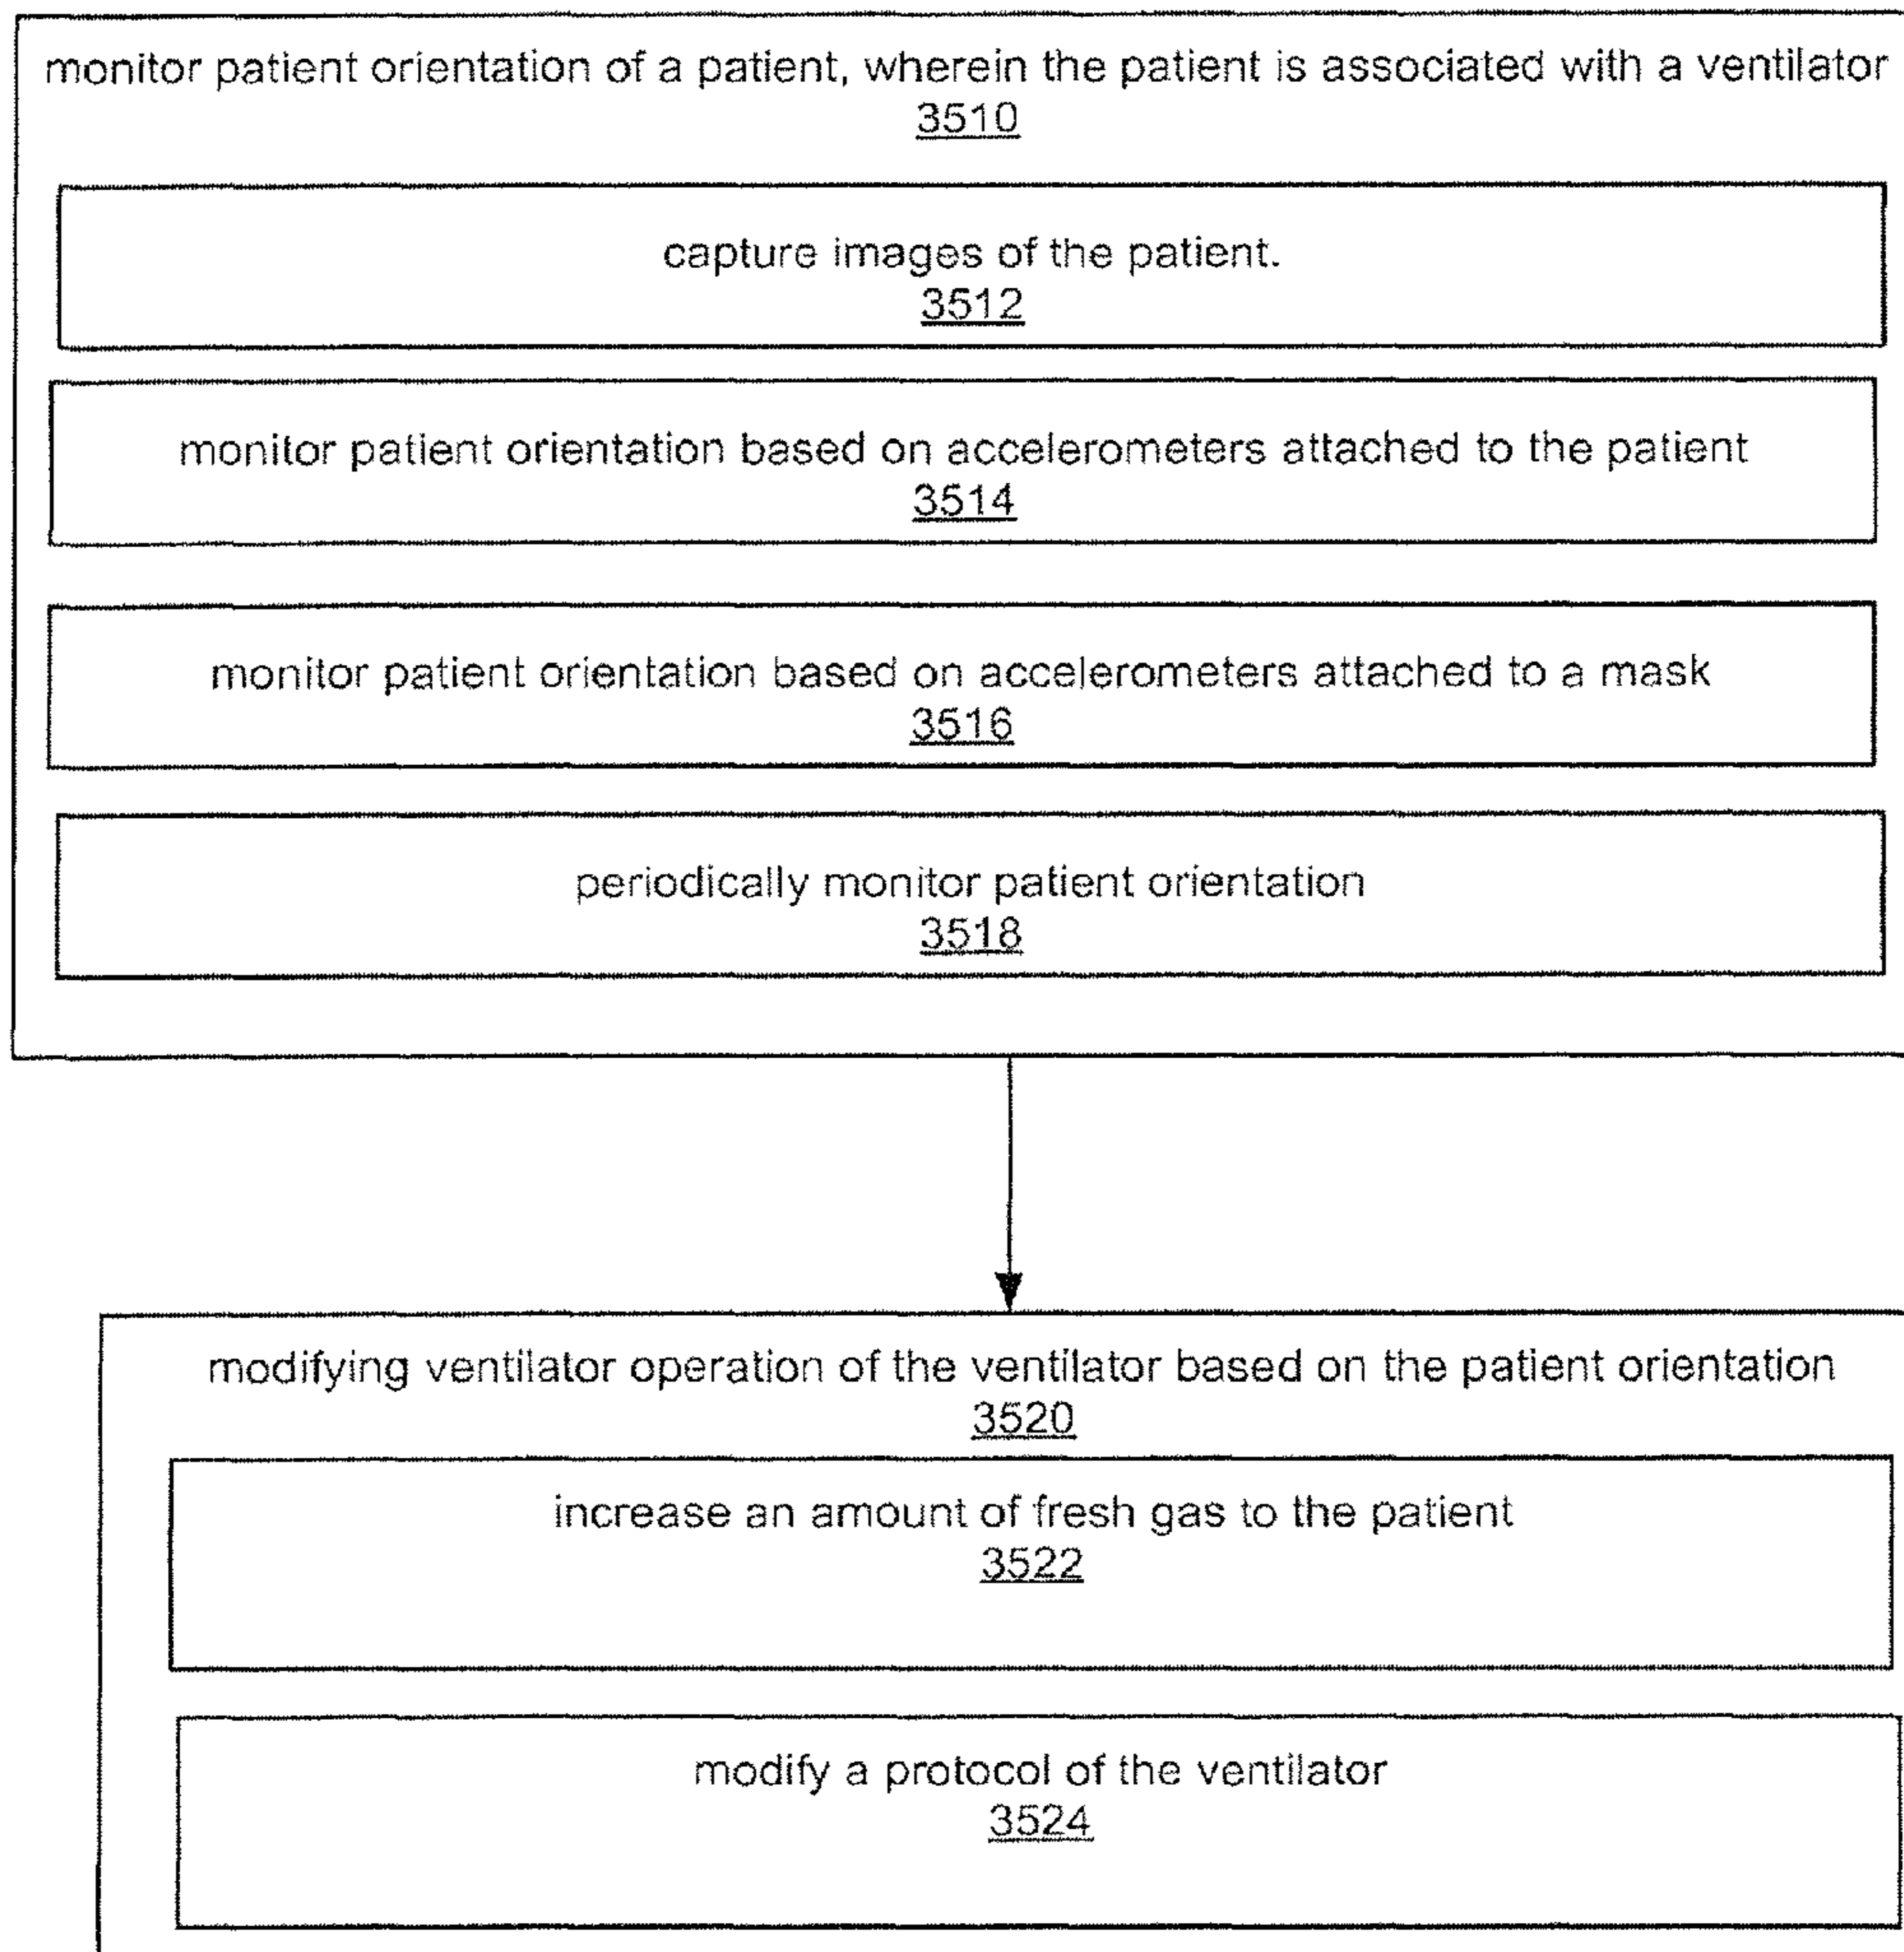 monitor patient orientation of a patient, wherein the patient is associated with a ventilator
3510
capture images of the patient.
3512
monitor patient orientation based on accelerometers attached to the patient
3514
monitor patient orientation based on accelerometers attached to a mask
3516
periodically monitor patient orientation
3518
modifying ventilator operation of the ventilator based on the patient orientation
3520
increase an amount of fresh gas to the patient
3522
modify a protocol of the ventilator
3524